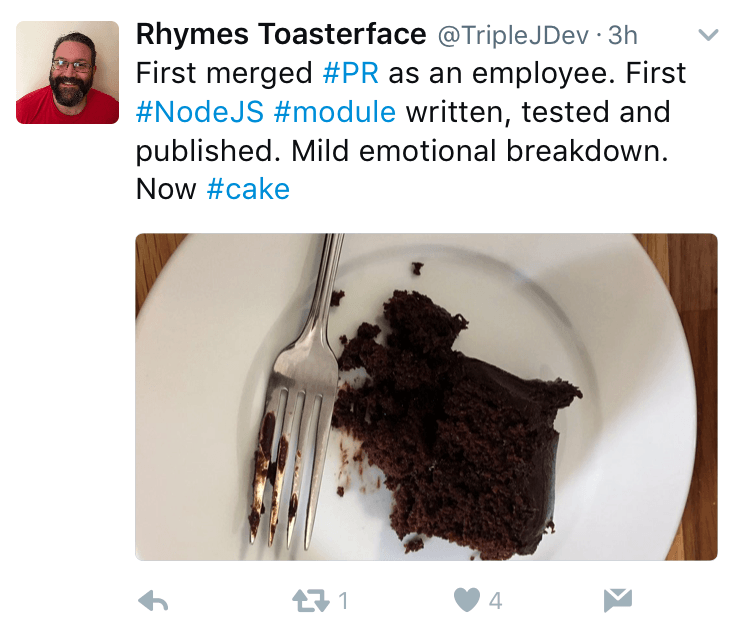 Rhymes Toasterface @TripleJDev · 3h
First merged #PR as an employee. First
#NodeJS #module written, tested and
published. Mild emotional breakdown.
Now #cake
1
4